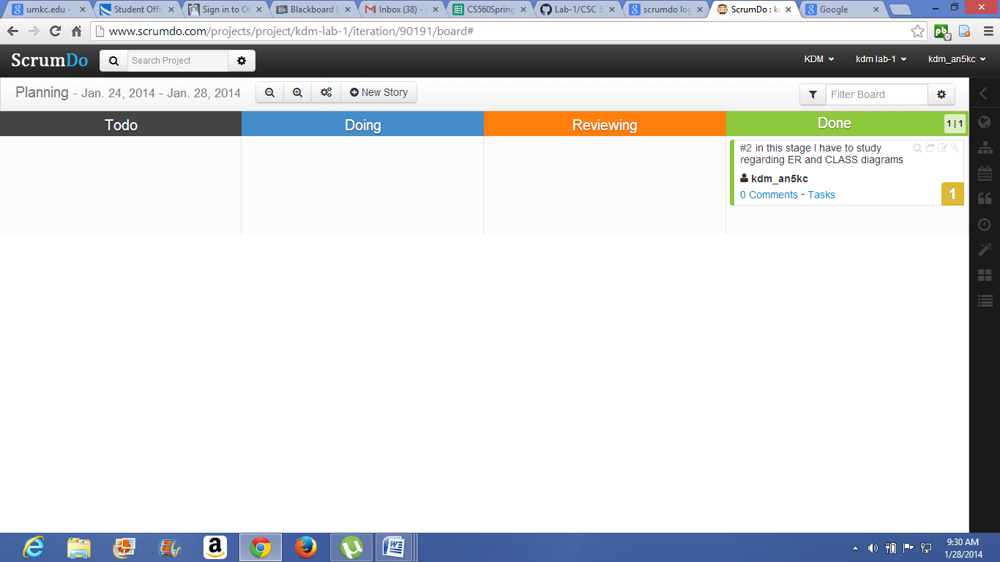 umkc.edu -
Student Offi
Sign in to Of
Blackboard L
Inbox (38) -
CS560Spring
Lab-1/CSC 5
scrumdo log
ScrumDo : k
Google
www.scrumdo.com/projects/project/kdm-lab-1/iteration/90191/board#
ScrumDo
Search Project
KDM
kdm lab-1
kdm_an5kc
Planning - Jan. 24, 2014 - Jan. 28, 2014
New Story
Filter Board
Todo
Doing
Reviewing
Done
1 | 1
#2 in this stage I have to study
regarding ER and CLASS diagrams
kdm_an5kc
0 Comments - Tasks
1
9:30 AM
1/28/2014